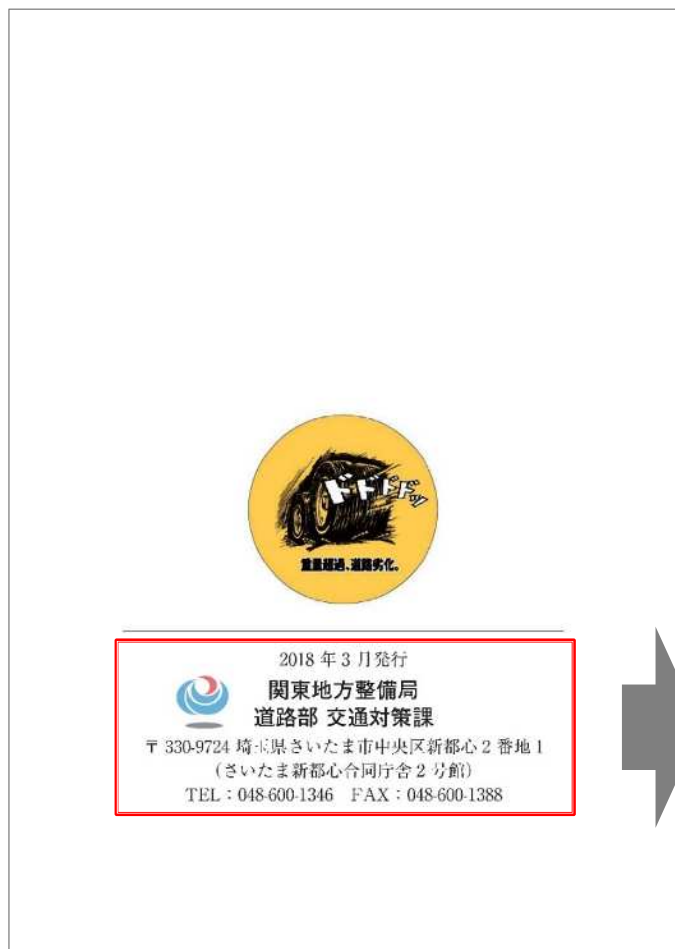 ドドドドッ
重量超過、道路劣化。
2018 年 3 月発行
関東地方整備局
道路部 交通対策課
〒 330-9724 埼玉県さいたま市中央区新都心 2 番地 1
(さいたま新都心合同庁舎 2 号館)
TEL：048-600-1346 FAX：048-600-1388